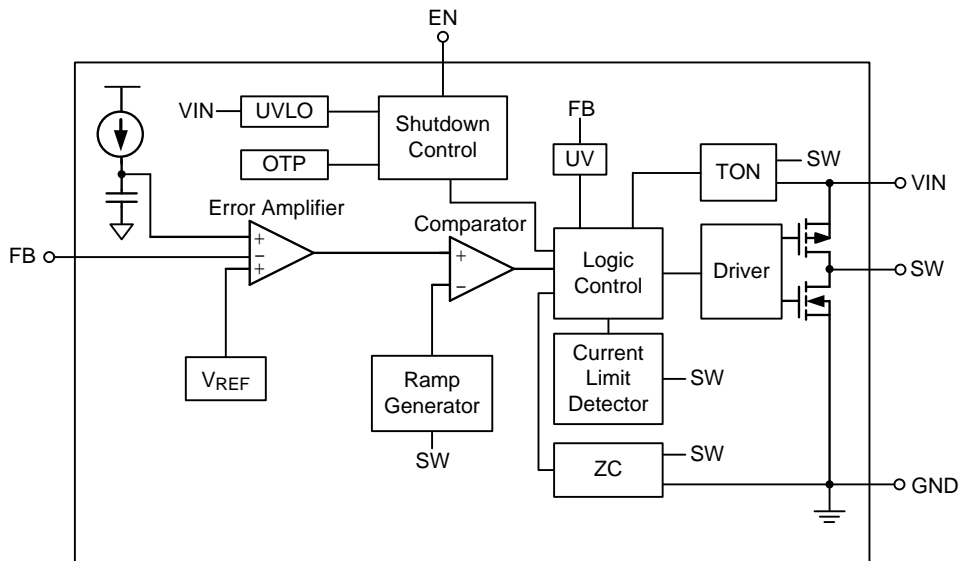 EN
VIN
UVLO
Shutdown
Control
FB
OTP
UV
TON
SW
VIN
Error Amplifier
Comparator
+
−
+
FB
+
−
Logic
Control
Driver
SW
VREF
Ramp
Generator
SW
Current
Limit
Detector
SW
ZC
SW
GND